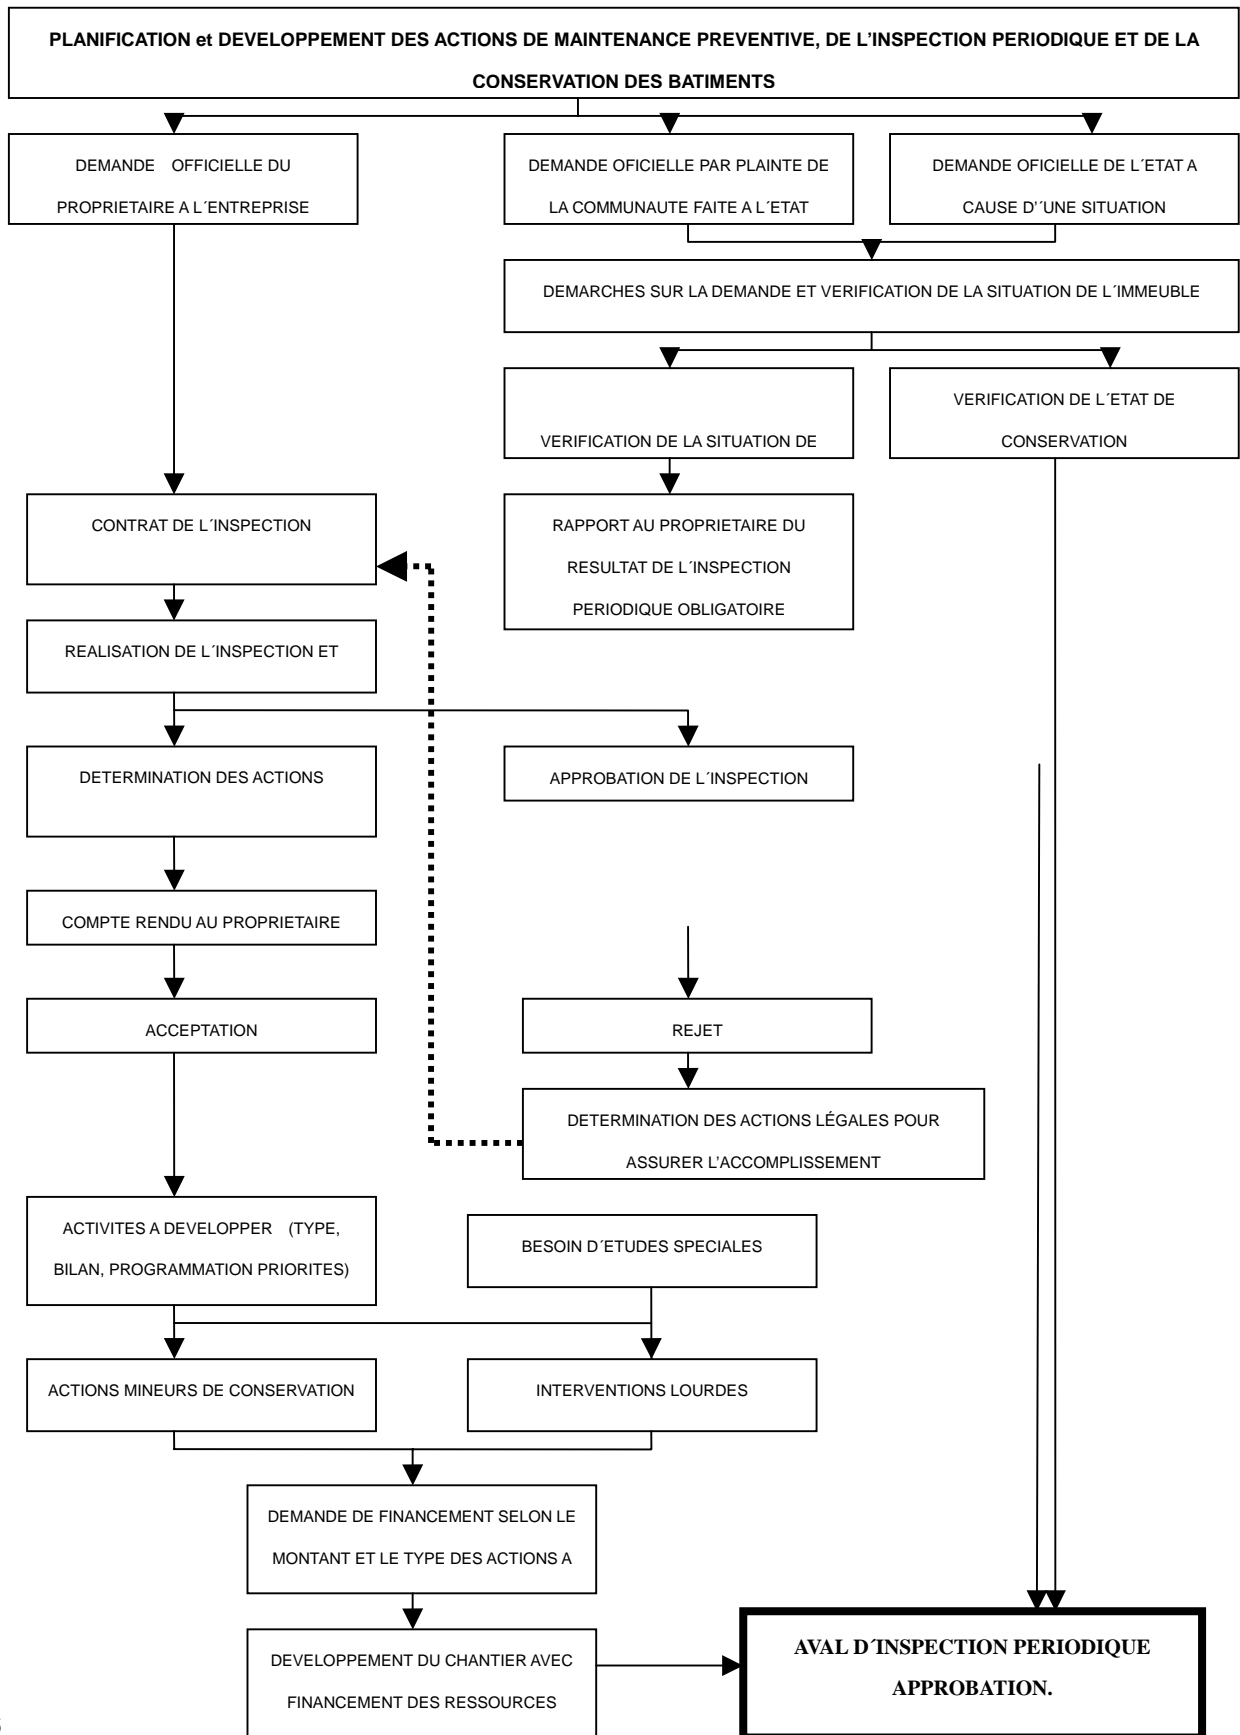 PLANIFICATION et DEVELOPPEMENT DES ACTIONS DE MAINTENANCE PREVENTIVE, DE L'INSPECTION PERIODIQUE ET DE LA
CONSERVATION DES BATIMENTS
DEMANDE OFFICIELLE DU
PROPRIETAIRE A L´ENTREPRISE
DEMANDE OFICIELLE PAR PLAINTE DE
LA COMMUNAUTE FAITE A L´ETAT
DEMANDE OFICIELLE DE L´ETAT A
CAUSE D'´UNE SITUATION
DEMARCHES SUR LA DEMANDE ET VERIFICATION DE LA SITUATION DE L´IMMEUBLE
VERIFICATION DE LA SITUATION DE
VERIFICATION DE L´ETAT DE
CONSERVATION
CONTRAT DE L´INSPECTION
RAPPORT AU PROPRIETAIRE DU
RESULTAT DE L´INSPECTION
PERIODIQUE OBLIGATOIRE
REALISATION DE L´INSPECTION ET
DETERMINATION DES ACTIONS
APPROBATION DE L´INSPECTION
COMPTE RENDU AU PROPRIETAIRE
ACCEPTATION
REJET
DETERMINATION DES ACTIONS LÉGALES POUR
ASSURER L'ACCOMPLISSEMENT
ACTIVITES A DEVELOPPER (TYPE,
BILAN, PROGRAMMATION PRIORITES)
BESOIN D´ETUDES SPECIALES
ACTIONS MINEURS DE CONSERVATION
INTERVENTIONS LOURDES
DEMANDE DE FINANCEMENT SELON LE
MONTANT ET LE TYPE DES ACTIONS A
DEVELOPPEMENT DU CHANTIER AVEC
FINANCEMENT DES RESSOURCES
AVAL D´INSPECTION PERIODIQUE
APPROBATION.